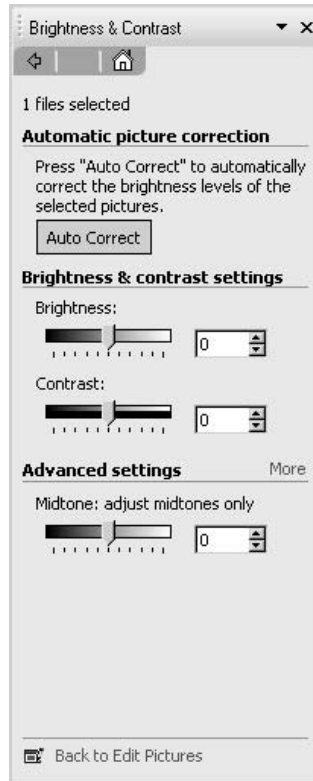 Brightness & Contrast
1 files selected
Automatic picture correction
Press "Auto Correct" to automatically
correct the brightness levels of the
selected pictures.
Auto Correct
Brightness & contrast settings
Brightness:
0
Contrast:
0
Advanced settings More
Midtone: adjust midtones only
0
Back to Edit Pictures